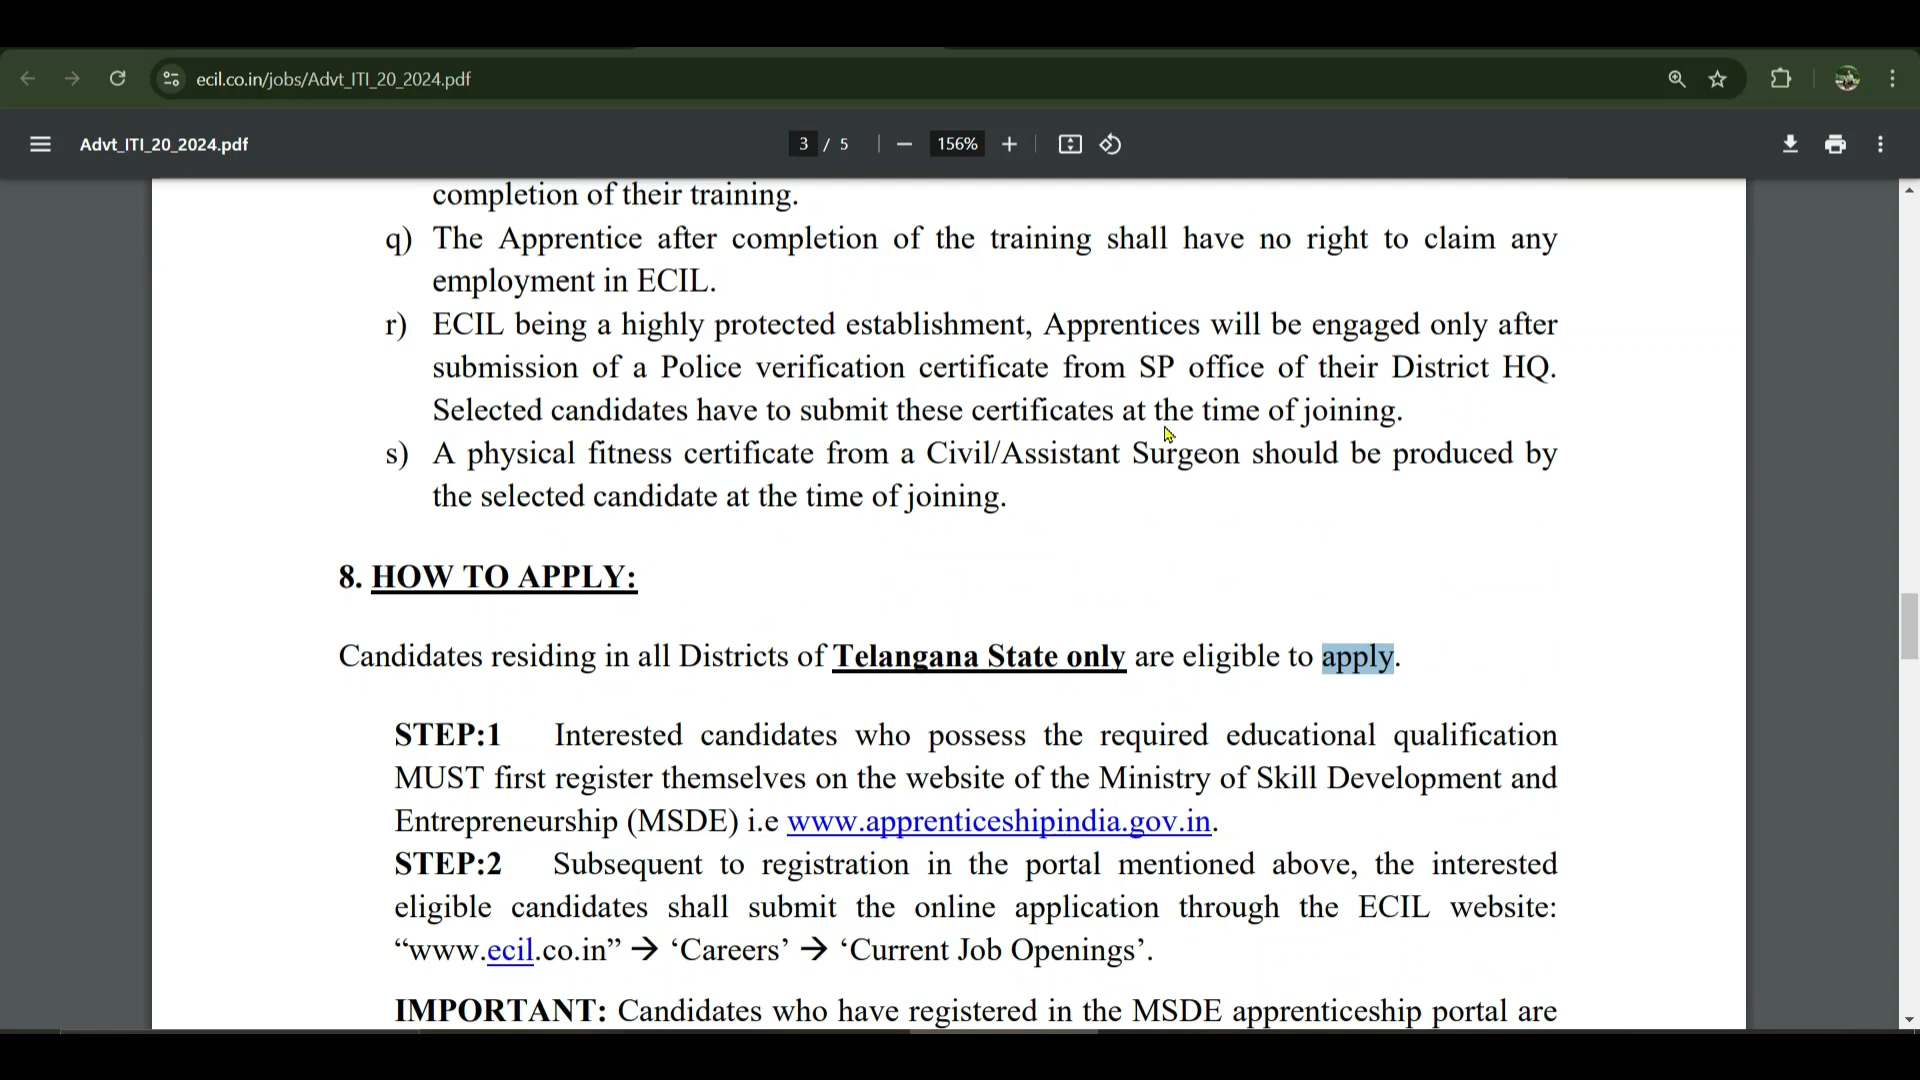 ecil.co.in/jobs/Advt_ITI_20_2024.pdf
Advt_ITI_20_2024.pdf
3 / 5
156%
completion of their training.
q) The Apprentice after completion of the training shall have no right to claim any
employment in ECIL.
r) ECIL being a highly protected establishment, Apprentices will be engaged only after
submission of a Police verification certificate from SP office of their District HQ.
Selected candidates have to submit these certificates at the time of joining.
s) A physical fitness certificate from a Civil/Assistant Surgeon should be produced by
the selected candidate at the time of joining.
8. HOW TO APPLY:
Candidates residing in all Districts of Telangana State only are eligible to apply.
STEP:1 Interested candidates who possess the required educational qualification
MUST first register themselves on the website of the Ministry of Skill Development and
Entrepreneurship (MSDE) i.e www.apprenticeshipindia.gov.in.
STEP:2 Subsequent to registration in the portal mentioned above, the interested
eligible candidates shall submit the online application through the ECIL website:
“www.ecil.co.in” → ‘Careers’ → ‘Current Job Openings’.
IMPORTANT: Candidates who have registered in the MSDE apprenticeship portal are